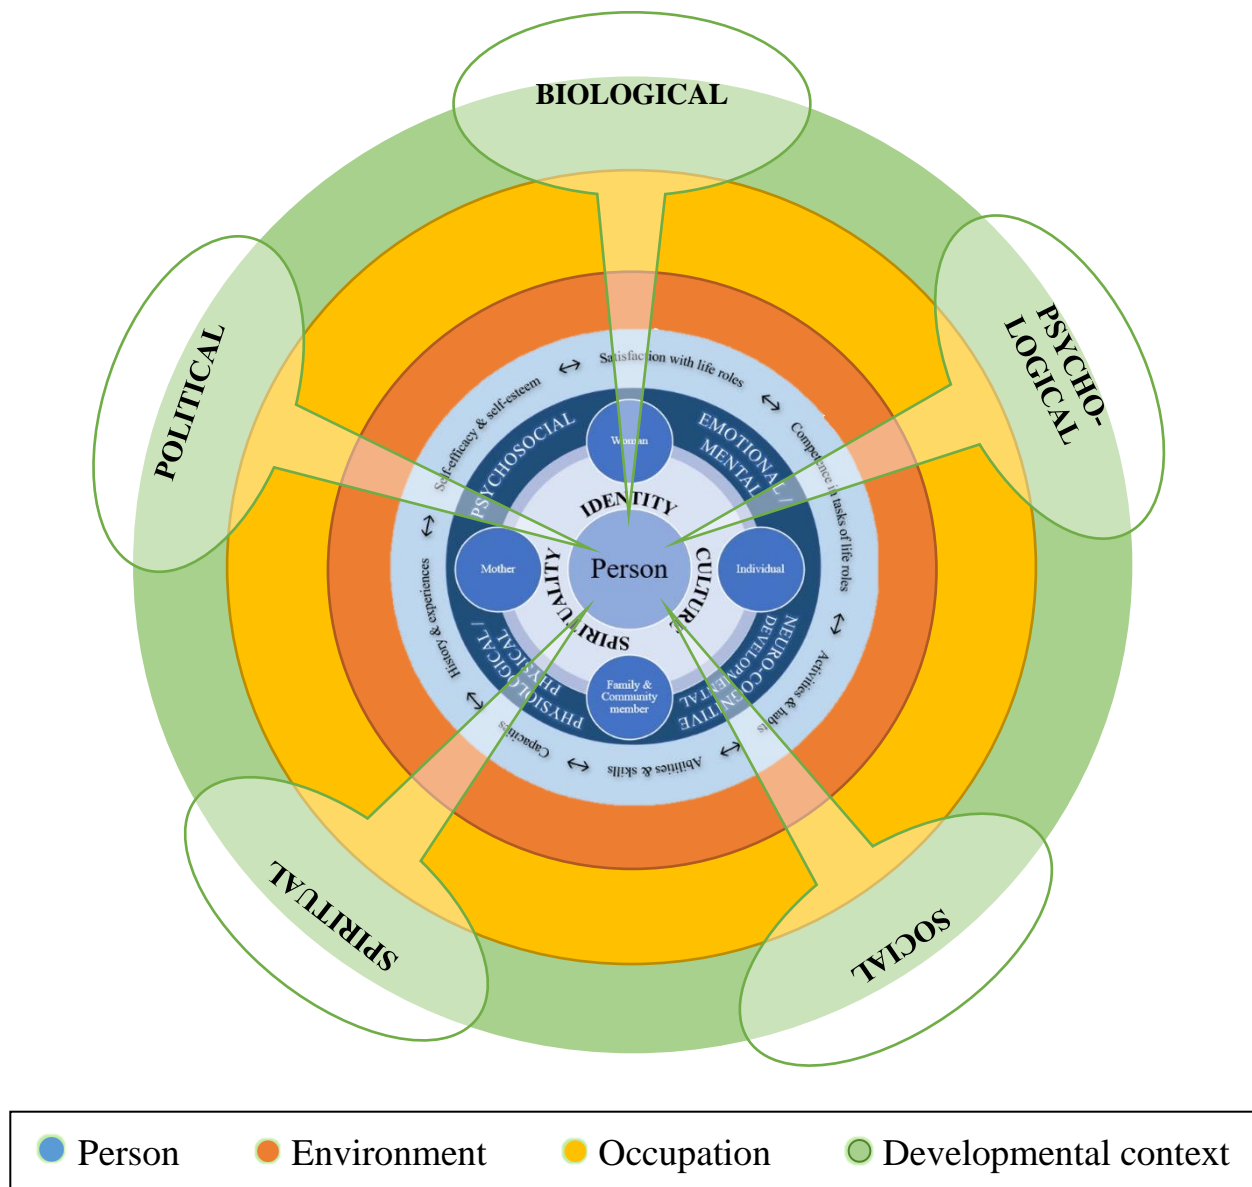 BIOLOGICAL
PSYCHO-
LOGICAL
SOCIAL
SPIRITUAL
POLITICAL
Satisfaction with life roles
Competence in tasks of life roles
Activities & habits
Abilities & skills
Capacities
History & experiences
Self-efficacy & self-esteem
PSYCHOSOCIAL
EMOTIONAL /
MENTAL
NEURO-COGNITIVE
DEVELOPMENTAL
PHYSIOLOGICAL /
PHYSICAL
Woman
Individual
Family &
Community
member
Mother
IDENTITY
CULTURE
SPIRITUALITY
Person
Person
Environment
Occupation
Developmental context